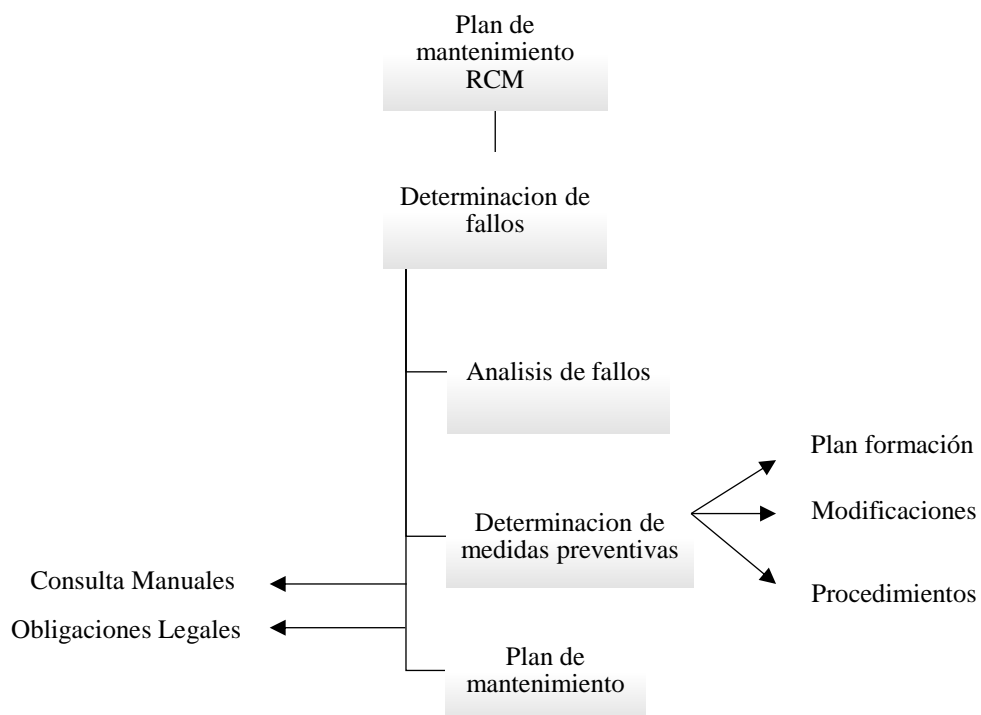 Plan de
mantenimiento
RCM
Determinacion de
fallos
Analisis de fallos
Plan formación
Modificaciones
Determinacion de
medidas preventivas
Procedimientos
Consulta Manuales
Obligaciones Legales
Plan de
mantenimiento